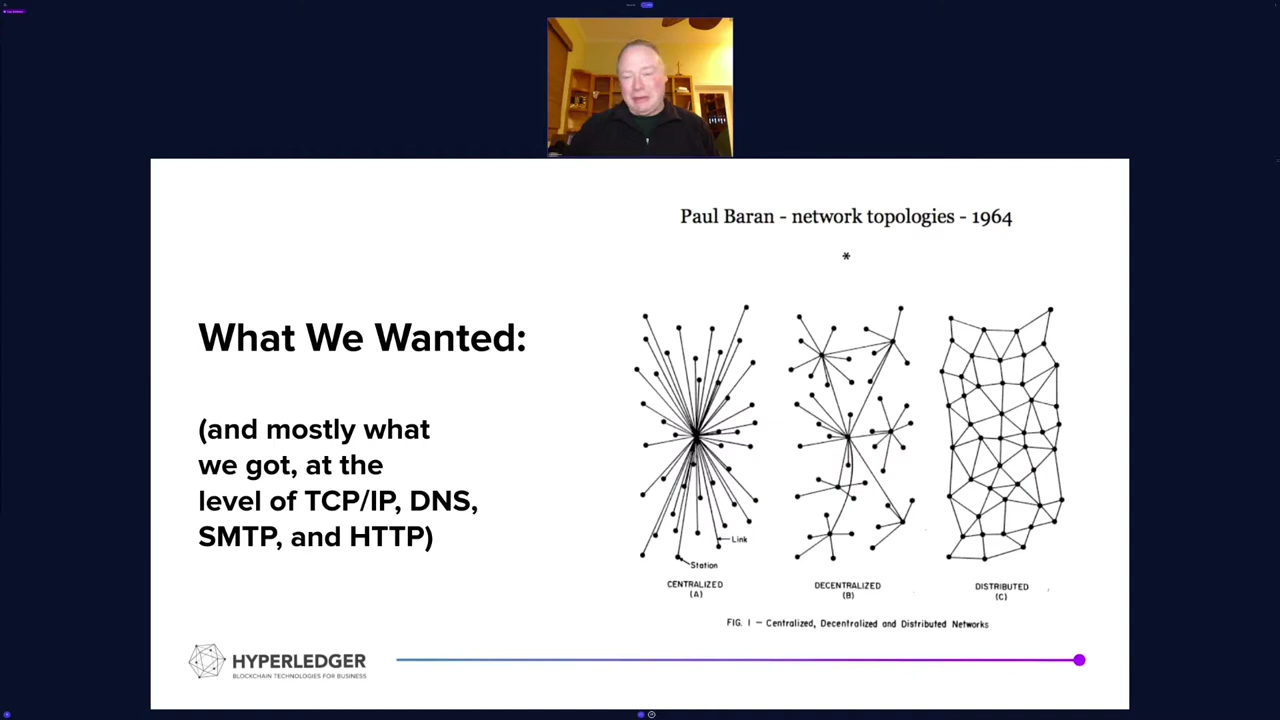 Paul Baran - network topologies - 1964
*
What We Wanted:
(and mostly what
we got, at the
level of TCP/IP, DNS,
SMTP, and HTTP)
Link
Station
CENTRALIZED
(A)
DECENTRALIZED
(B)
DISTRIBUTED
(C)
FIG. I — Centralized, Decentralized and Distributed Networks
HYPERLEDGER
BLOCKCHAIN TECHNOLOGIES FOR BUSINESS